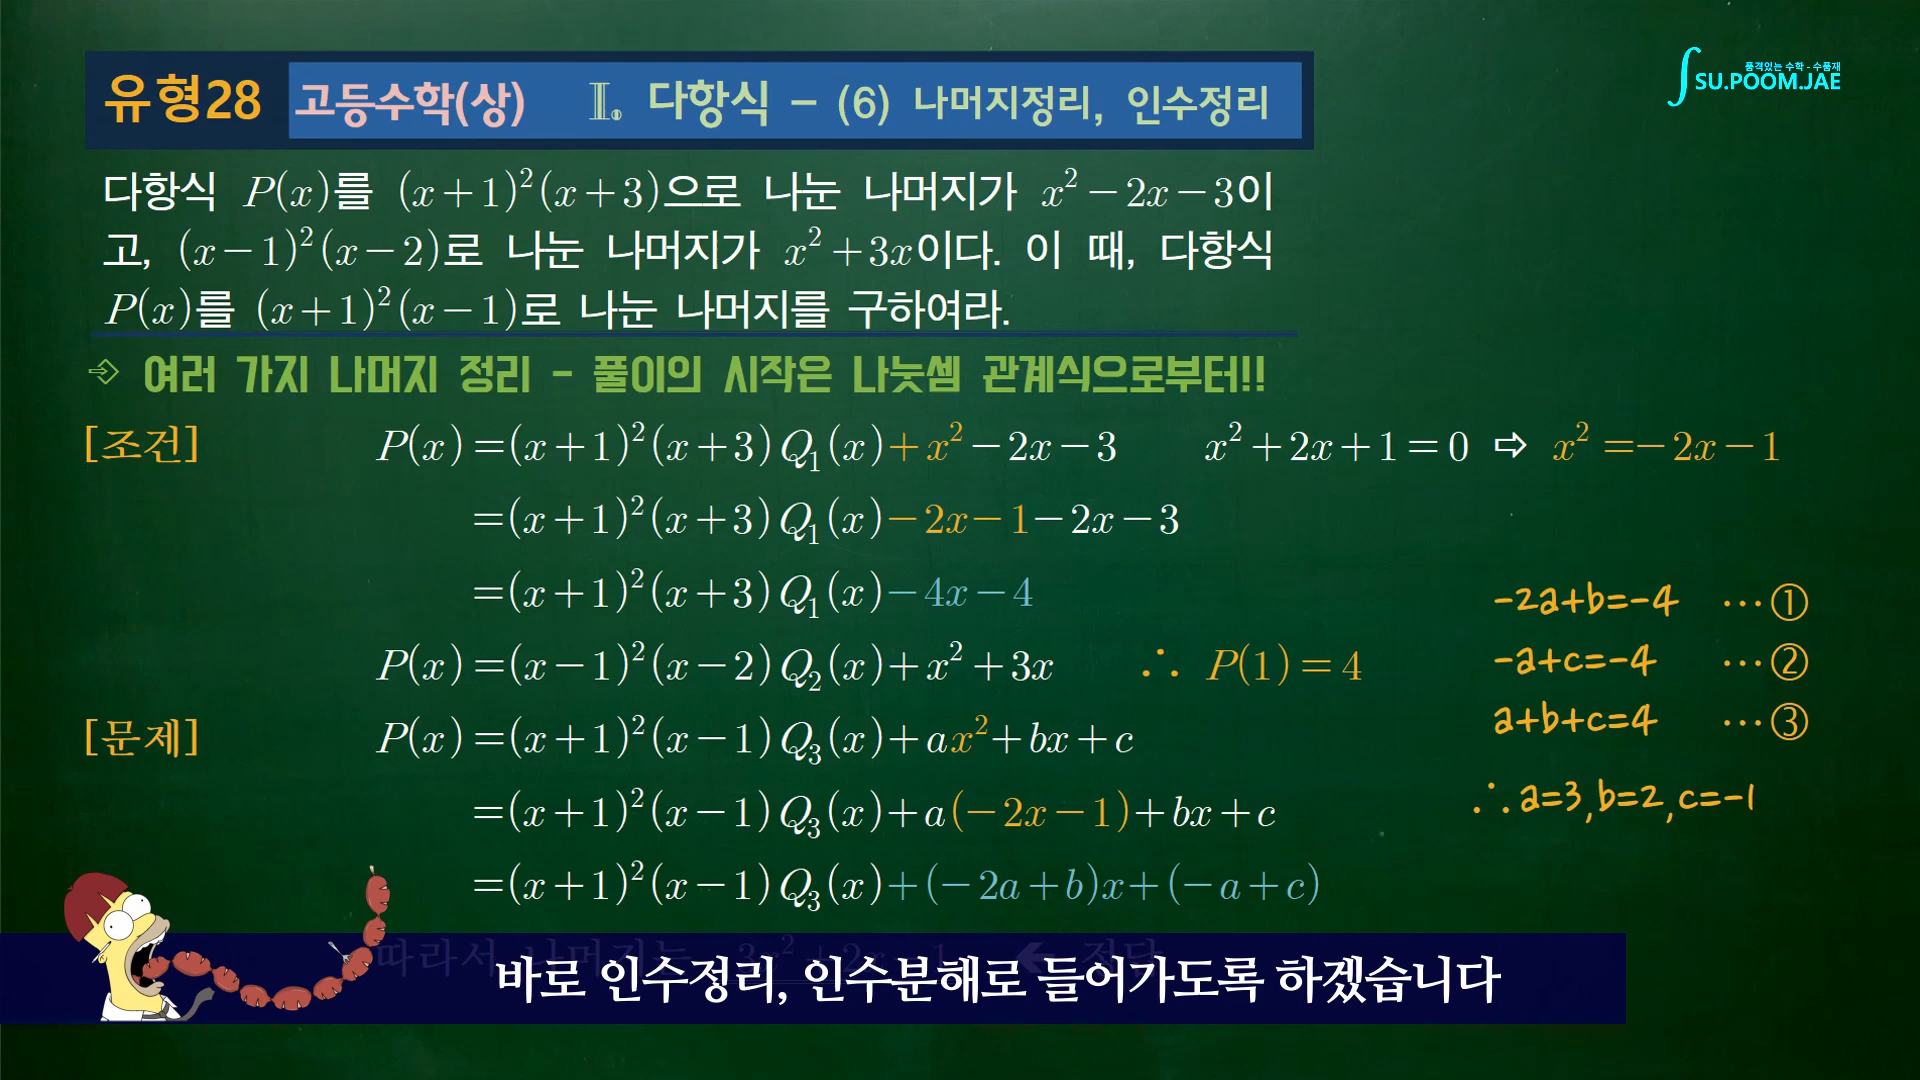 유형28 고등수학(상) Ⅰ. 다항식 - (6) 나머지정리, 인수정리
품격있는 수학 - 수품재
∫SU.POOM.JAE
다항식 P(x)를 (x+1)²(x+3)으로 나눈 나머지가 x²-2x-3이
고, (x-1)²(x-2)로 나눈 나머지가 x²+3x이다. 이 때, 다항식
P(x)를 (x+1)²(x-1)로 나눈 나머지를 구하여라.
⇒ 여러 가지 나머지 정리 - 풀이의 시작은 나눗셈 관계식으로부터!!
[조건] P(x)=(x+1)²(x+3)Q₁(x)+x²-2x-3 x²+2x+1=0 ⇨ x²=-2x-1
=(x+1)²(x+3)Q₁(x)-2x-1-2x-3
=(x+1)²(x+3)Q₁(x)-4x-4
P(x)=(x-1)²(x-2)Q₂(x)+x²+3x ∴ P(1)=4
[문제] P(x)=(x+1)²(x-1)Q₃(x)+ax²+bx+c
=(x+1)²(x-1)Q₃(x)+a(-2x-1)+bx+c
=(x+1)²(x-1)Q₃(x)+(-2a+b)x+(-a+c)
-2a+b=-4 …①
-a+c=-4 …②
a+b+c=4 …③
∴ a=3, b=2, c=-1
따라서 나머지는
바로 인수정리, 인수분해로 들어가도록 하겠습니다